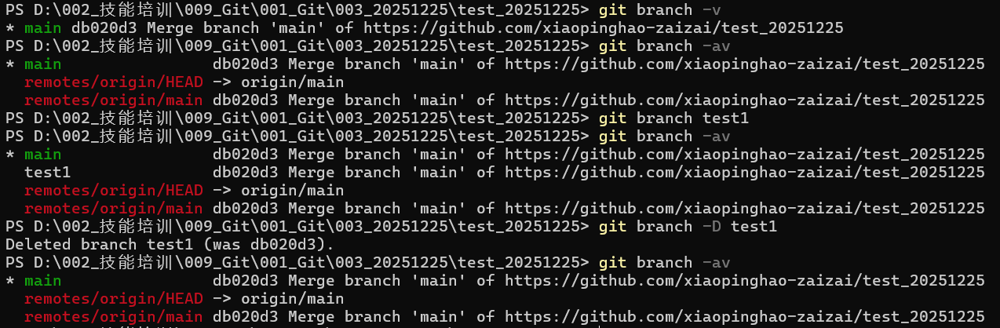 PS D:\002_技能培训\009_Git\001_Git\003_20251225\test_20251225> git branch -v
* main db020d3 Merge branch 'main' of https://github.com/xiaopinghao-zaizai/test_20251225
PS D:\002_技能培训\009_Git\001_Git\003_20251225\test_20251225> git branch -av
* main                db020d3 Merge branch 'main' of https://github.com/xiaopinghao-zaizai/test_20251225
  remotes/origin/HEAD -> origin/main
  remotes/origin/main db020d3 Merge branch 'main' of https://github.com/xiaopinghao-zaizai/test_20251225
PS D:\002_技能培训\009_Git\001_Git\003_20251225\test_20251225> git branch test1
PS D:\002_技能培训\009_Git\001_Git\003_20251225\test_20251225> git branch -av
* main                db020d3 Merge branch 'main' of https://github.com/xiaopinghao-zaizai/test_20251225
  test1               db020d3 Merge branch 'main' of https://github.com/xiaopinghao-zaizai/test_20251225
  remotes/origin/HEAD -> origin/main
  remotes/origin/main db020d3 Merge branch 'main' of https://github.com/xiaopinghao-zaizai/test_20251225
PS D:\002_技能培训\009_Git\001_Git\003_20251225\test_20251225> git branch -D test1
Deleted branch test1 (was db020d3).
PS D:\002_技能培训\009_Git\001_Git\003_20251225\test_20251225> git branch -av
* main                db020d3 Merge branch 'main' of https://github.com/xiaopinghao-zaizai/test_20251225
  remotes/origin/HEAD -> origin/main
  remotes/origin/main db020d3 Merge branch 'main' of https://github.com/xiaopinghao-zaizai/test_20251225